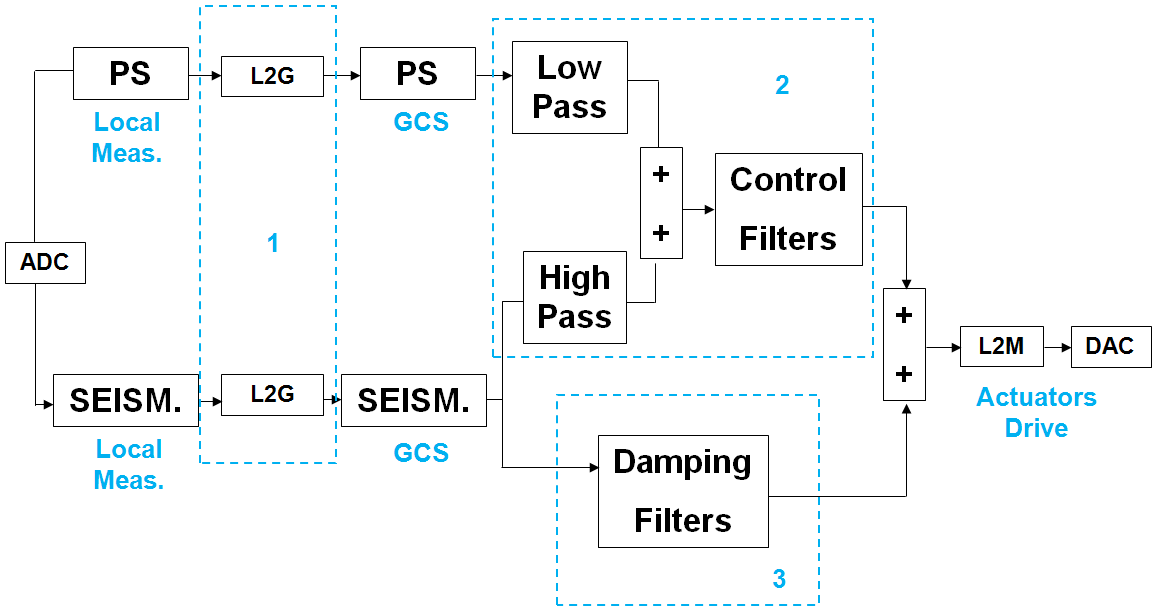 PS
L2G
PS
Low
Pass
2
Local
Meas.
GCS
+
+
Control
Filters
1
ADC
High
Pass
+
+
L2M
DAC
Actuators
Drive
SEISM.
L2G
SEISM.
Local
Meas.
GCS
Damping
Filters
3